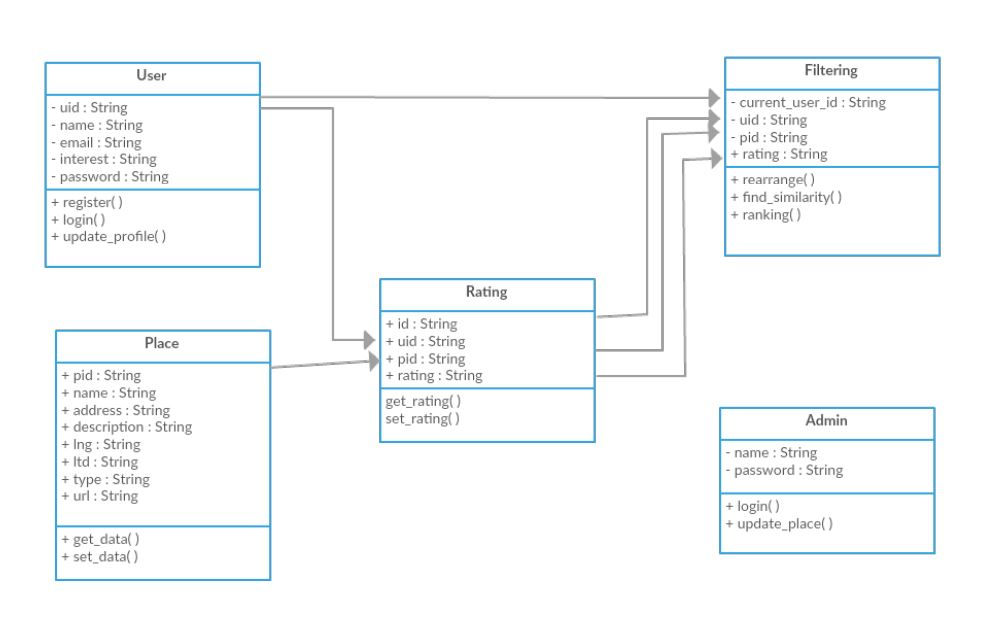 User
- uid : String
- name : String
- email : String
- interest : String
- password : String
+ register( )
+ login( )
+ update_profile( )
Filtering
- current_user_id : String
- uid : String
- pid : String
+ rating : String
+ rearrange( )
+ find_similarity( )
+ ranking( )
Rating
+ id : String
+ uid : String
+ pid : String
+ rating : String
get_rating( )
set_rating( )
Place
+ pid : String
+ name : String
+ address : String
+ description : String
+ lng : String
+ ltd : String
+ type : String
+ url : String
+ get_data( )
+ set_data( )
Admin
- name : String
- password : String
+ login( )
+ update_place( )